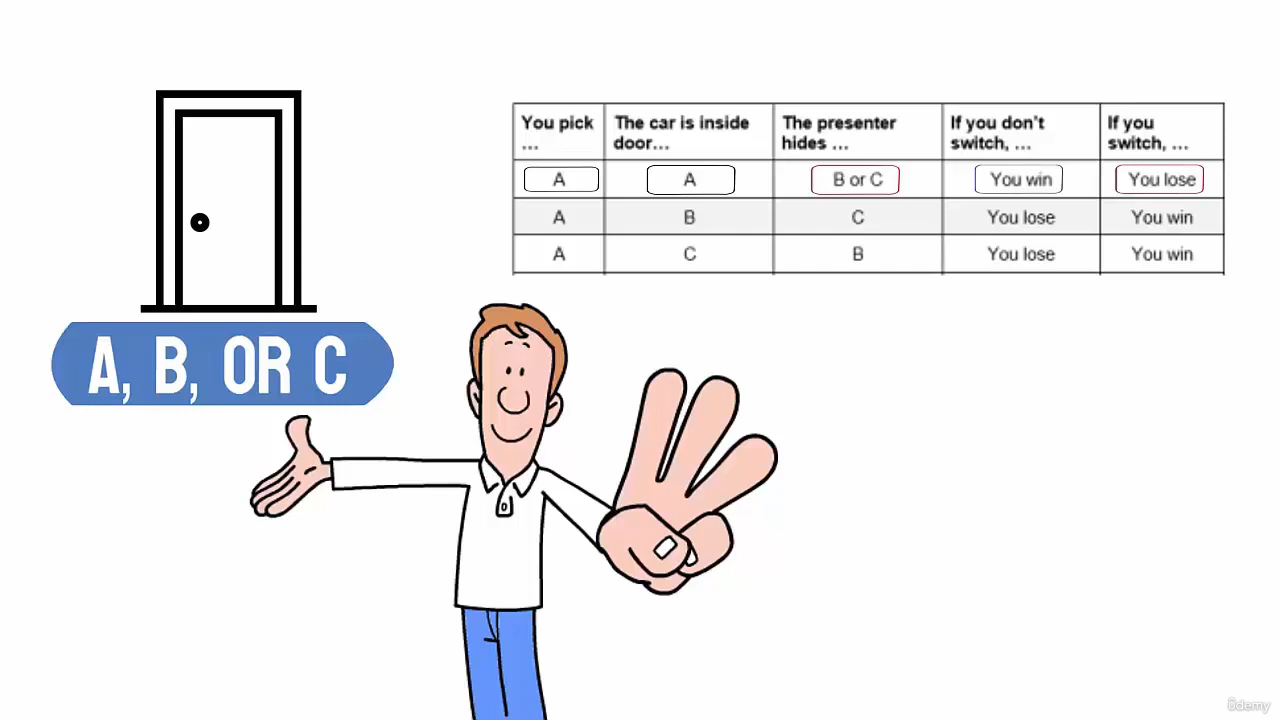 You pick The car is inside The presenter If you don't If you
... door... hides ... switch, ... switch, ...
A A B or C You win You lose
A B C You lose You win
A C B You lose You win
A, B, OR C
ûdemy